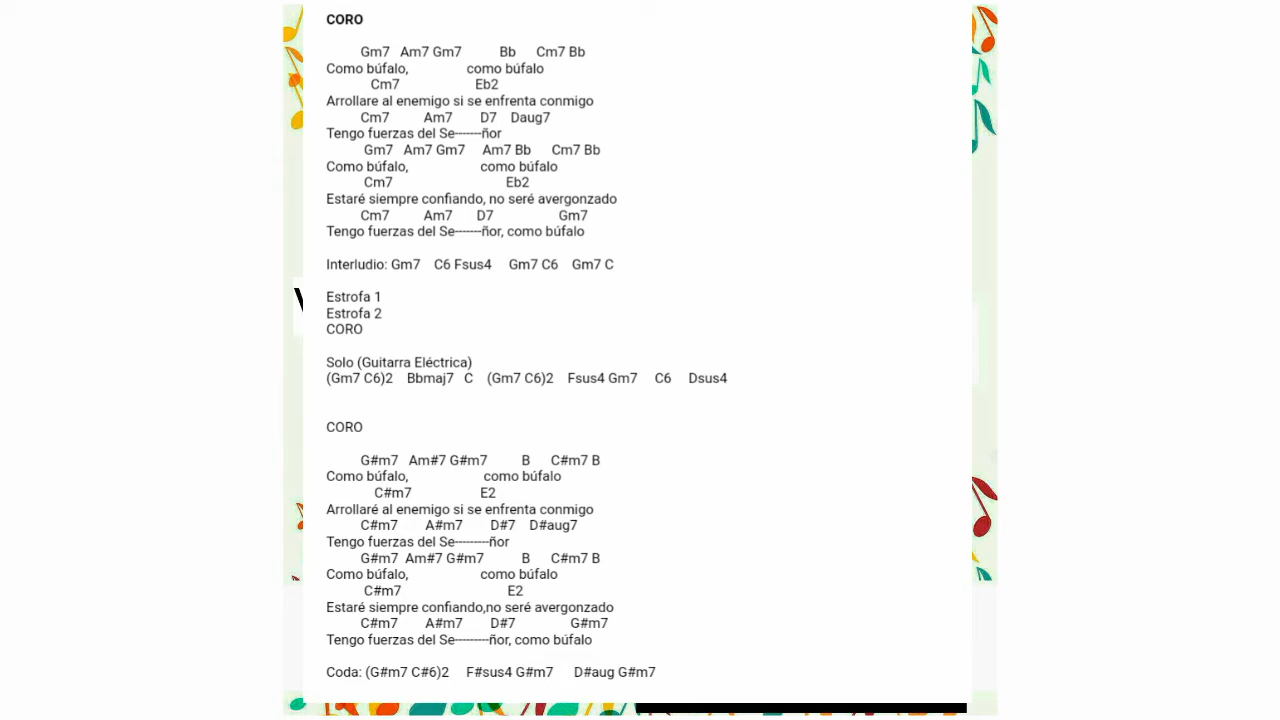 CORO
Gm7 Am7 Gm7 Bb Cm7 Bb
Como búfalo, como búfalo
Cm7 Eb2
Arrollare al enemigo si se enfrenta conmigo
Cm7 Am7 D7 Daug7
Tengo fuerzas del Se-------ñor
Gm7 Am7 Gm7 Am7 Bb Cm7 Bb
Como búfalo, como búfalo
Cm7 Eb2
Estaré siempre confiando, no seré avergonzado
Cm7 Am7 D7 Gm7
Tengo fuerzas del Se-------ñor, como búfalo
Interludio: Gm7 C6 Fsus4 Gm7 C6 Gm7 C
Estrofa 1
Estrofa 2
CORO
Solo (Guitarra Eléctrica)
(Gm7 C6)2 Bbmaj7 C (Gm7 C6)2 Fsus4 Gm7 C6 Dsus4
CORO
G#m7 Am#7 G#m7 B C#m7 B
Como búfalo, como búfalo
C#m7 E2
Arrollaré al enemigo si se enfrenta conmigo
C#m7 A#m7 D#7 D#aug7
Tengo fuerzas del Se---------ñor
G#m7 Am#7 G#m7 B C#m7 B
Como búfalo, como búfalo
C#m7 E2
Estaré siempre confiando,no seré avergonzado
C#m7 A#m7 D#7 G#m7
Tengo fuerzas del Se---------ñor, como búfalo
Coda: (G#m7 C#6)2 F#sus4 G#m7 D#aug G#m7